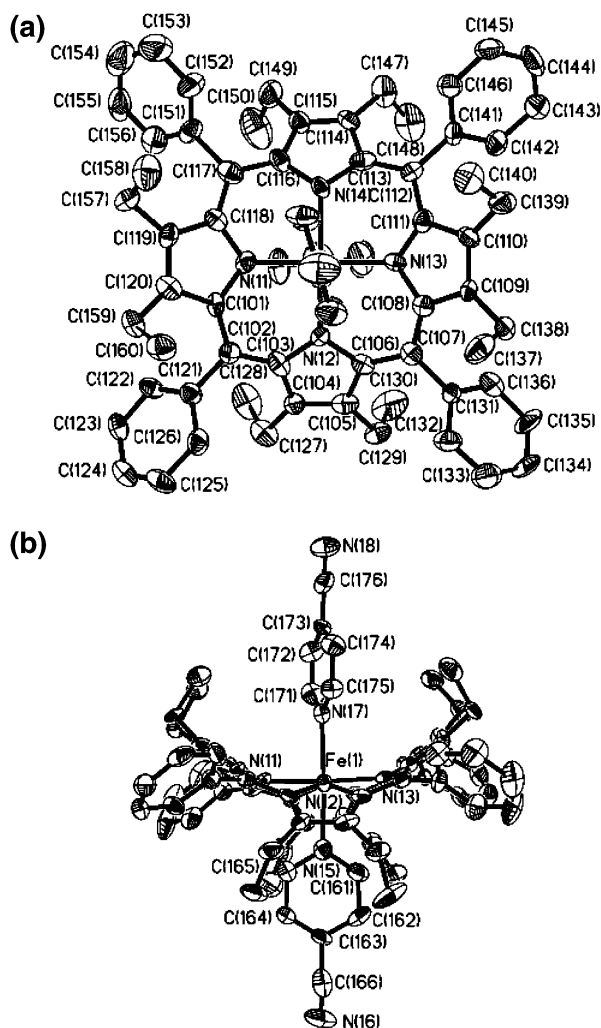 (a)
C(153)
C(145)
C(154)
C(152)
C(147)
C(144)
C(149)
C(146)
C(155)
C(150)
C(115)
C(143)
C(151)
C(114)
C(141)
C(156)
C(148)
C(142)
C(158)
C(117)
C(113)
C(140)
C(116)
N(14)
C(112)
C(157)
C(139)
C(118)
C(111)
C(119)
C(110)
N(11)
N(13)
C(120)
C(109)
C(101)
C(108)
C(159)
C(102)
C(106)
C(107)
C(138)
C(160)
C(103)
N(12)
C(137)
C(121)
C(128)
C(130)
C(122)
C(104)
C(136)
C(132)
C(131)
C(123)
C(105)
C(135)
C(126)
C(127)
C(129)
C(124)
C(125)
C(133)
C(134)
(b)
N(18)
C(176)
C(173)
C(174)
C(172)
C(171)
C(175)
N(17)
N(11)
Fe(1)
N(12)
N(13)
C(165)
N(15)
C(161)
C(164)
C(162)
C(163)
C(166)
N(16)